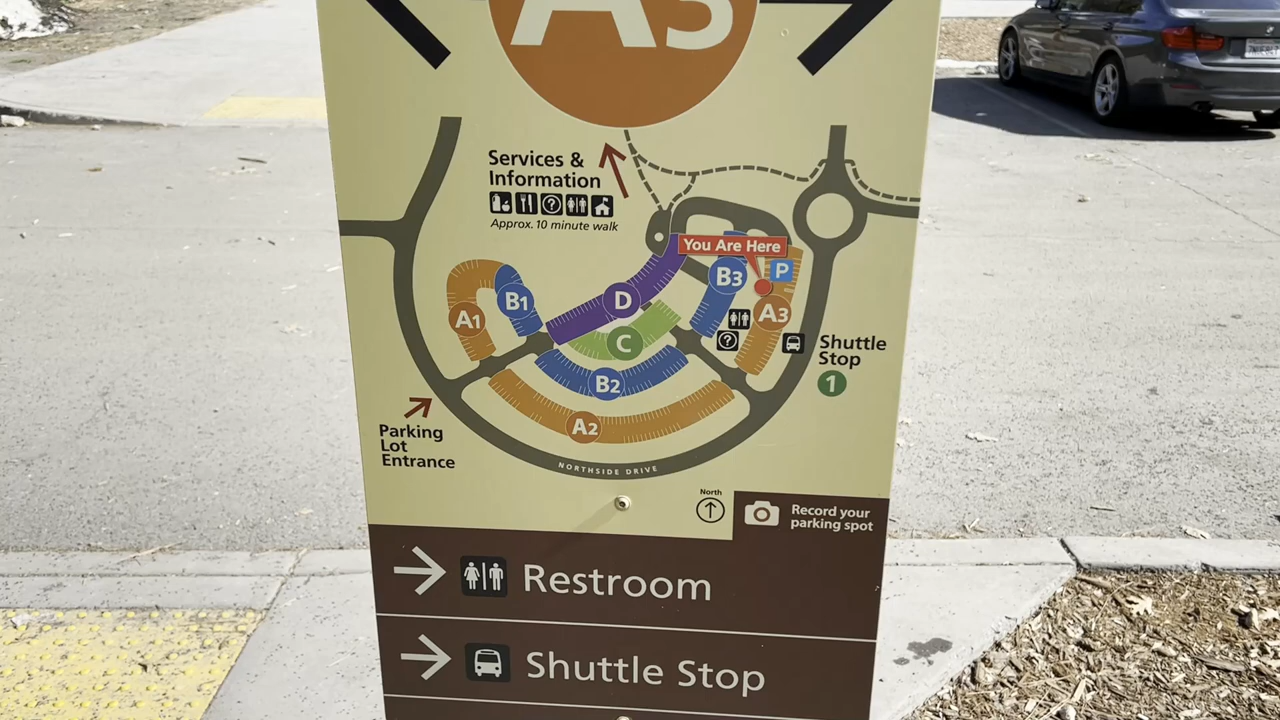 A3
Services &
Information
?
Approx. 10 minute walk
You Are Here
B3
P
B1
D
A1
A3
C
?
Shuttle
Stop
1
B2
A2
Parking
Lot
Entrance
NORTHSIDE DRIVE
North
Record your
parking spot
Restroom
Shuttle Stop